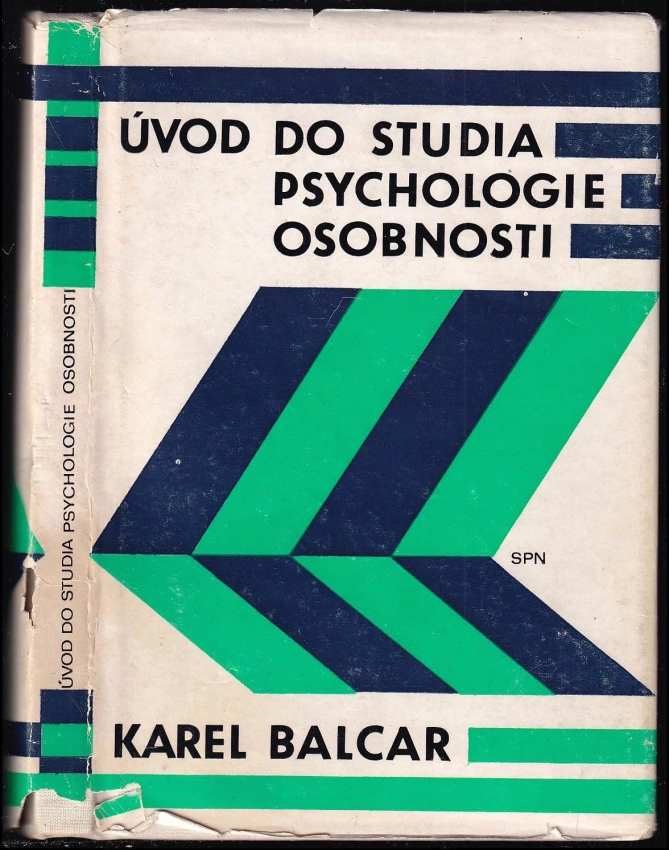 ÚVOD DO STUDIA
PSYCHOLOGIE
OSOBNOSTI
SPN
KAREL BALCAR
ÚVOD DO STUDIA PSYCHOLOGIE OSOBNOSTI